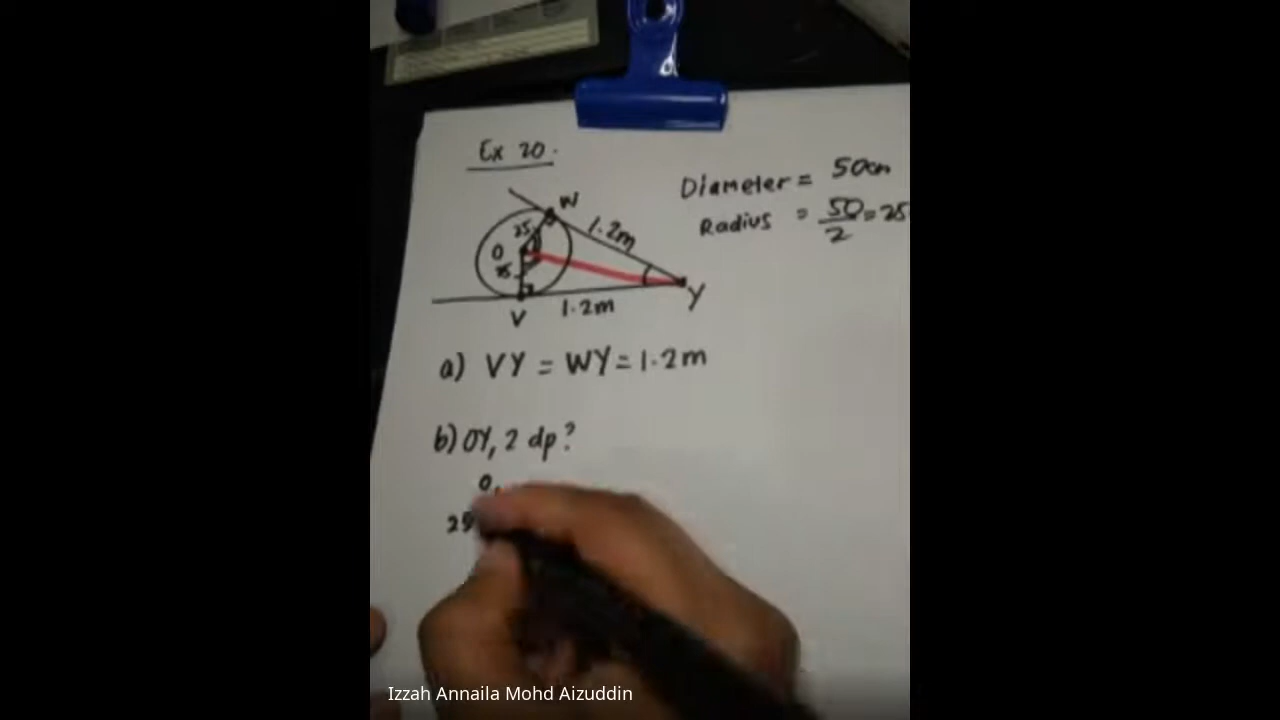 Ex 20.
Diameter = 50cm
Radius = 50/2 = 25
W
25
1.2m
O
25
Y
V
1.2m
a) VY = WY = 1.2m
b) OY, 2 dp?
O
25
Izzah Annaila Mohd Aizuddin